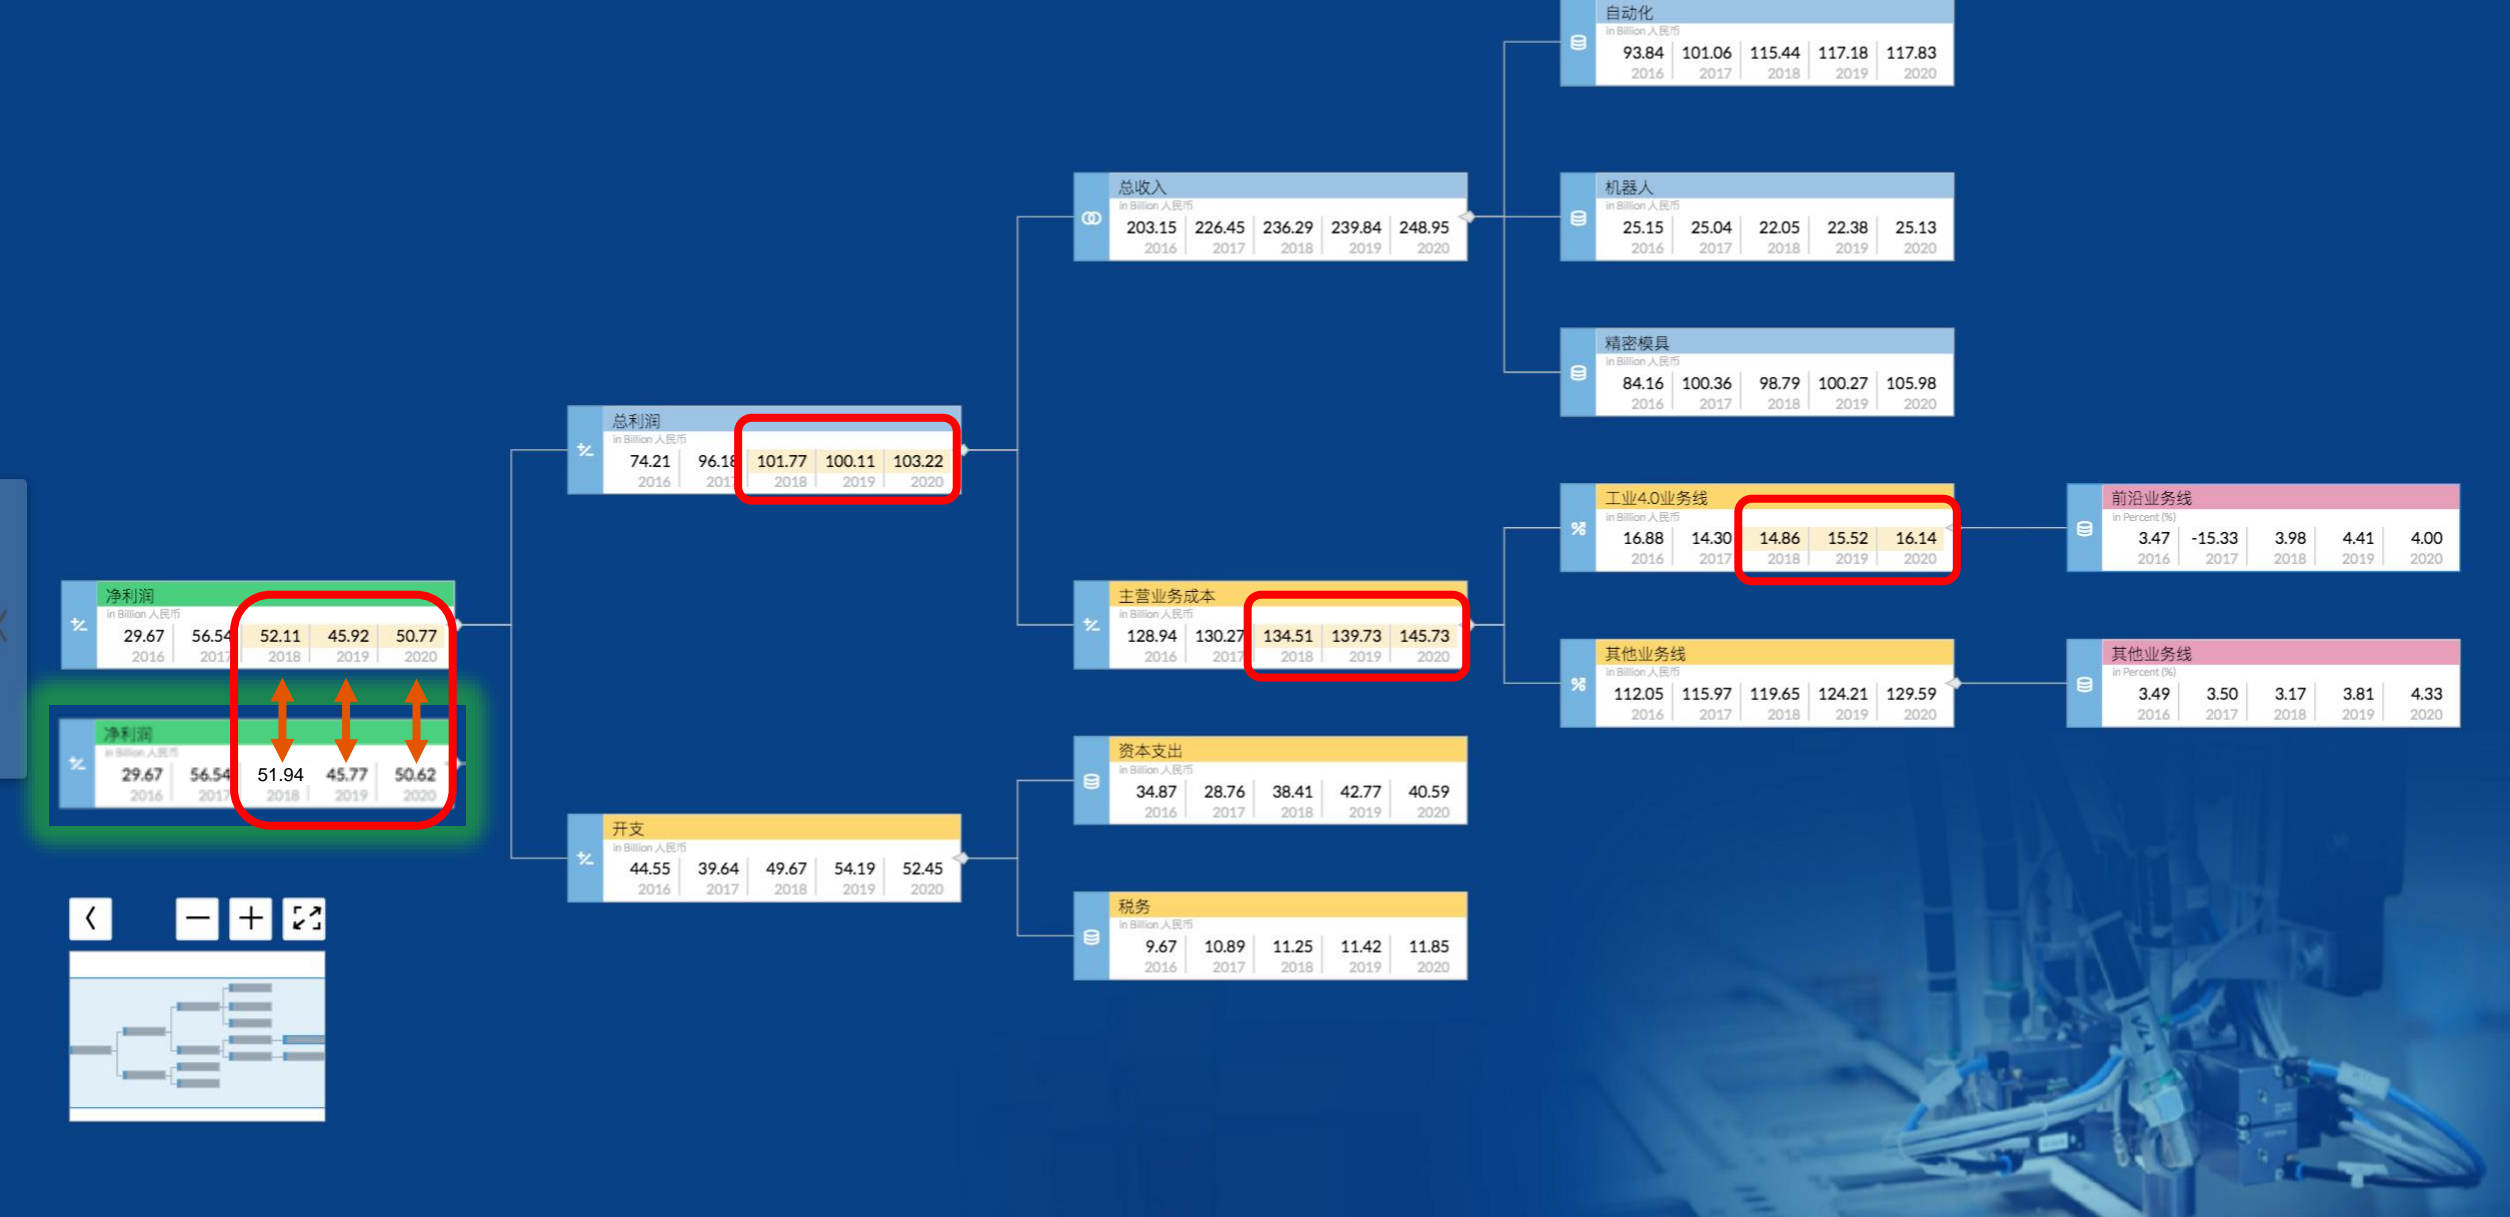 自动化
in Billion 人民币
93.84 101.06 115.44 117.18 117.83
2016 2017 2018 2019 2020
总收入
in Billion 人民币
203.15 226.45 236.29 239.84 248.95
2016 2017 2018 2019 2020
机器人
in Billion 人民币
25.15 25.04 22.05 22.38 25.13
2016 2017 2018 2019 2020
精密模具
in Billion 人民币
84.16 100.36 98.79 100.27 105.98
2016 2017 2018 2019 2020
总利润
in Billion 人民币
74.21 96.18 101.77 100.11 103.22
2016 2017 2018 2019 2020
工业4.0业务线
in Billion 人民币
16.88 14.30 14.86 15.52 16.14
2016 2017 2018 2019 2020
前沿业务线
in Percent (%)
3.47 -15.33 3.98 4.41 4.00
2016 2017 2018 2019 2020
净利润
in Billion 人民币
29.67 56.54 52.11 45.92 50.77
2016 2017 2018 2019 2020
主营业务成本
in Billion 人民币
128.94 130.27 134.51 139.73 145.73
2016 2017 2018 2019 2020
其他业务线
in Billion 人民币
112.05 115.97 119.65 124.21 129.59
2016 2017 2018 2019 2020
其他业务线
in Percent (%)
3.49 3.50 3.17 3.81 4.33
2016 2017 2018 2019 2020
净利润
in Billion 人民币
29.67 56.54 51.94 45.77 50.62
2016 2017 2018 2019 2020
资本支出
in Billion 人民币
34.87 28.76 38.41 42.77 40.59
2016 2017 2018 2019 2020
开支
in Billion 人民币
44.55 39.64 49.67 54.19 52.45
2016 2017 2018 2019 2020
税务
in Billion 人民币
9.67 10.89 11.25 11.42 11.85
2016 2017 2018 2019 2020